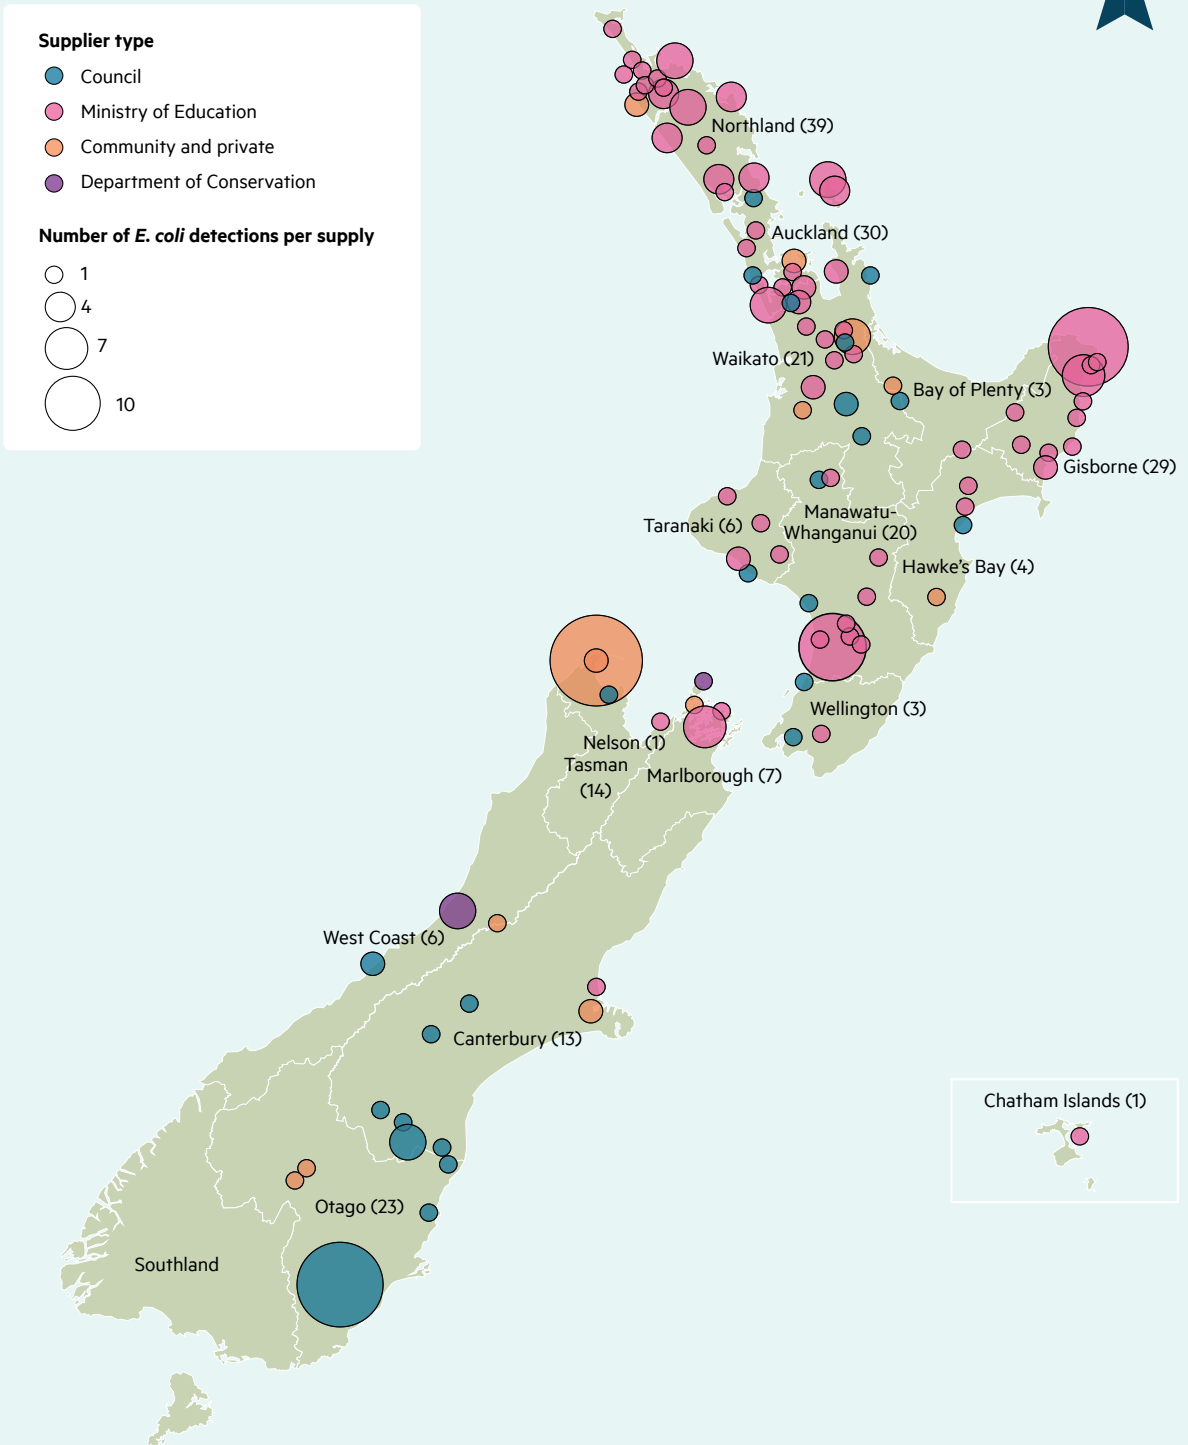 Supplier type
Council
Ministry of Education
Community and private
Department of Conservation
Number of E. coli detections per supply
1
4
7
10
Northland (39)
Auckland (30)
Waikato (21)
Bay of Plenty (3)
Gisborne (29)
Manawatu-
Whanganui (20)
Taranaki (6)
Hawke’s Bay (4)
Wellington (3)
Nelson (1)
Tasman
(14)
Marlborough (7)
West Coast (6)
Canterbury (13)
Chatham Islands (1)
Otago (23)
Southland